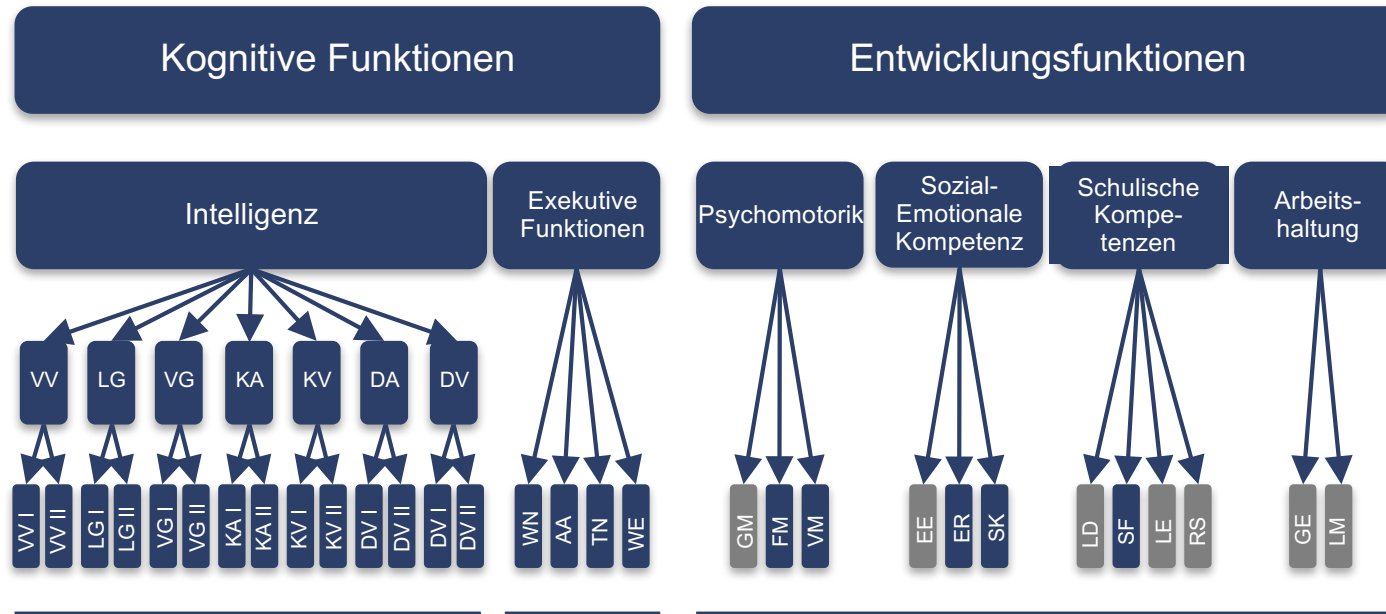 Kognitive Funktionen
Entwicklungsfunktionen
Intelligenz
Exekutive
Funktionen
Psychomotorik
Sozial-
Emotionale
Kompetenz
Schulische
Kompe-
tenzen
Arbeits-
haltung
VV
LG
VG
KA
KV
DA
DV
VV I
VV II
LG I
LG II
VG I
VG II
KA I
KA II
KV I
KV II
DV I
DV II
DV I
DV II
WN
AA
TN
WE
GM
FM
VM
EE
ER
SK
LD
SF
LE
RS
GE
LM